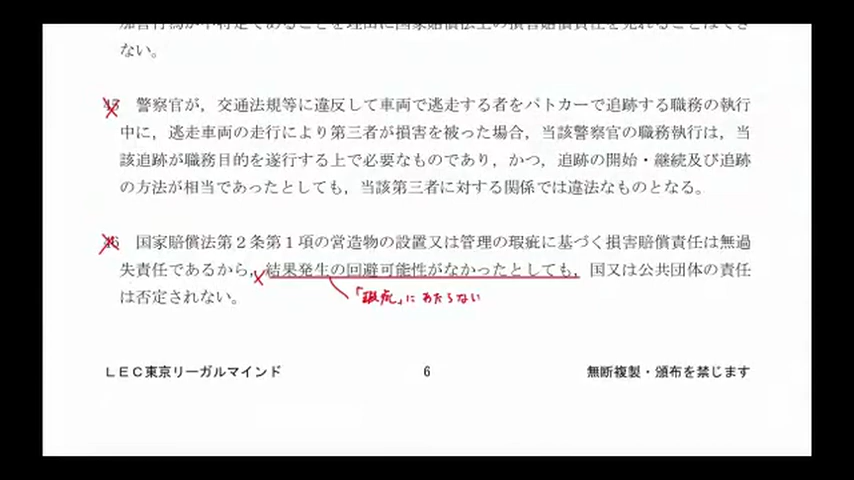 ない。
警察官が，交通法規等に違反して車両で逃走する者をパトカーで追跡する職務の執行
中に，逃走車両の走行により第三者が損害を被った場合，当該警察官の職務執行は，当
該追跡が職務目的を遂行する上で必要なものであり，かつ，追跡の開始・継続及び追跡
の方法が相当であったとしても，当該第三者に対する関係では違法なものとなる。
国家賠償法第２条第１項の営造物の設置又は管理の瑕疵に基づく損害賠償責任は無過
失責任であるから，結果発生の回避可能性がなかったとしても，国又は公共団体の責任
は否定されない。
「瑕疵」にあたらない
ＬＥＣ東京リーガルマインド
6
無断複製・頒布を禁じます